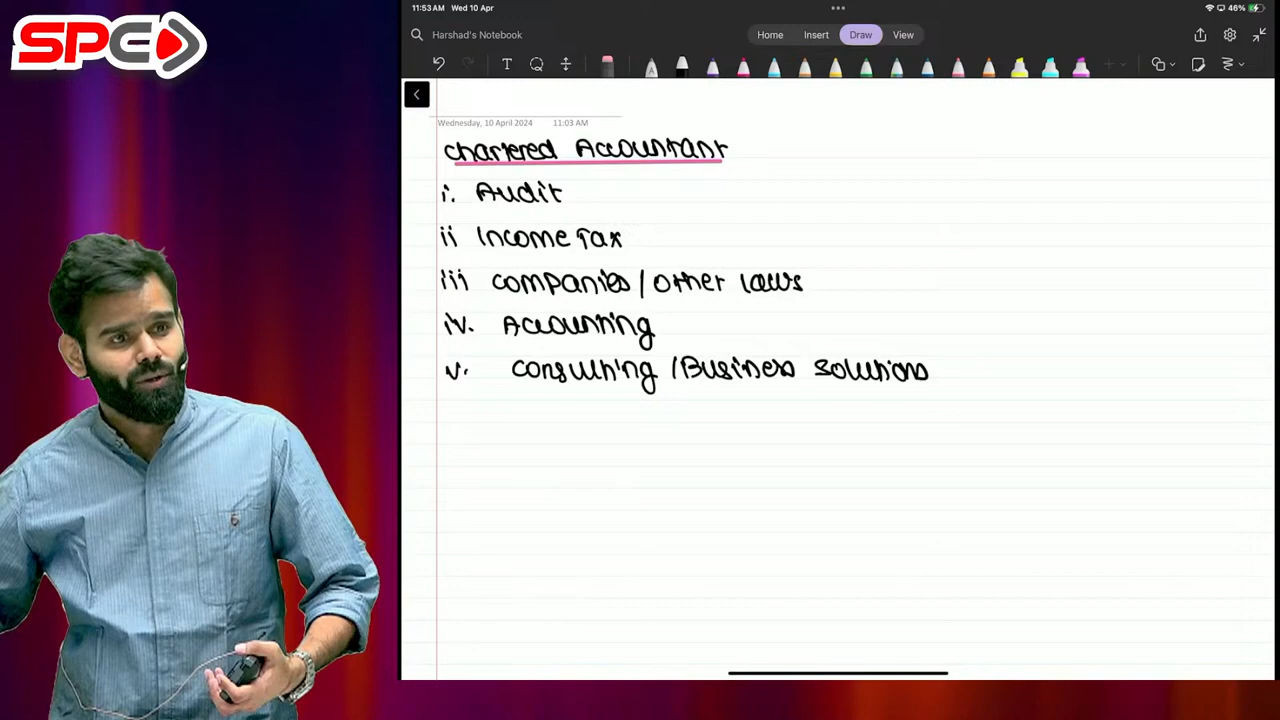 SPC
11:53 AM Wed 10 Apr
46%
Harshad's Notebook
Home Insert Draw View
T
A
Wednesday, 10 April 2024 11:03 AM
Chartered Accountant
i. Audit
ii Income Tax
iii Companies / other laws
iv. Accounting
v. Consulting / Business solutions